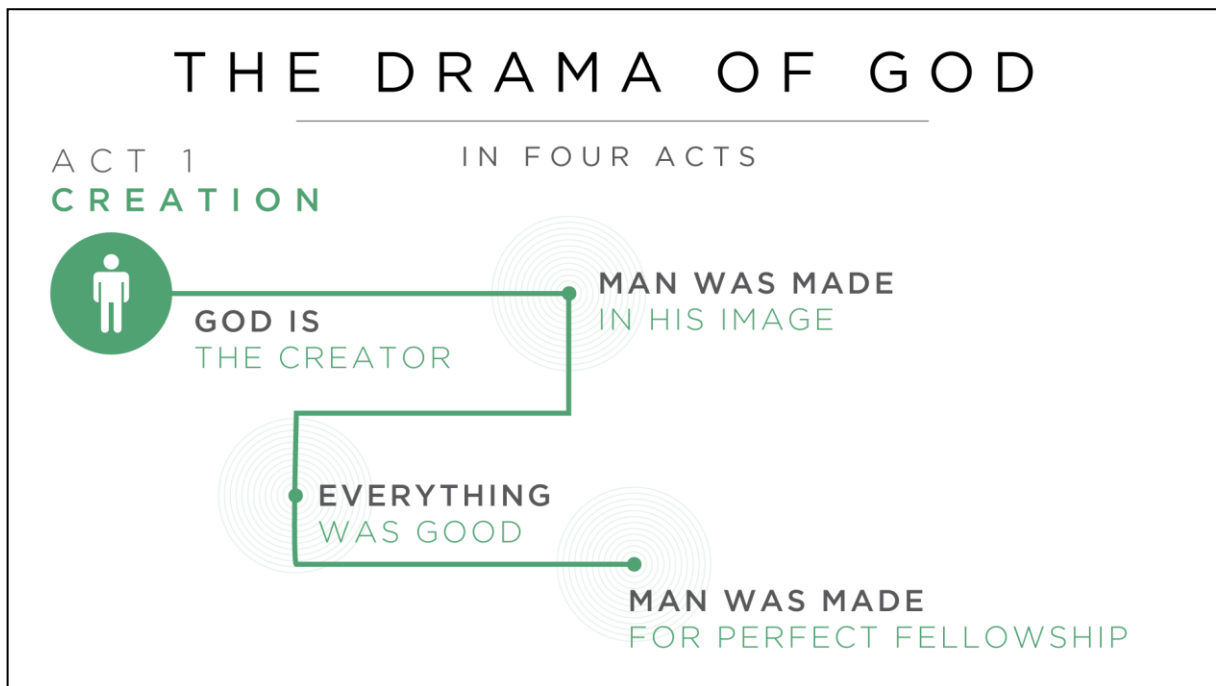 THE DRAMA OF GOD
IN FOUR ACTS
ACT 1
CREATION
GOD IS
THE CREATOR
MAN WAS MADE
IN HIS IMAGE
EVERYTHING
WAS GOOD
MAN WAS MADE
FOR PERFECT FELLOWSHIP